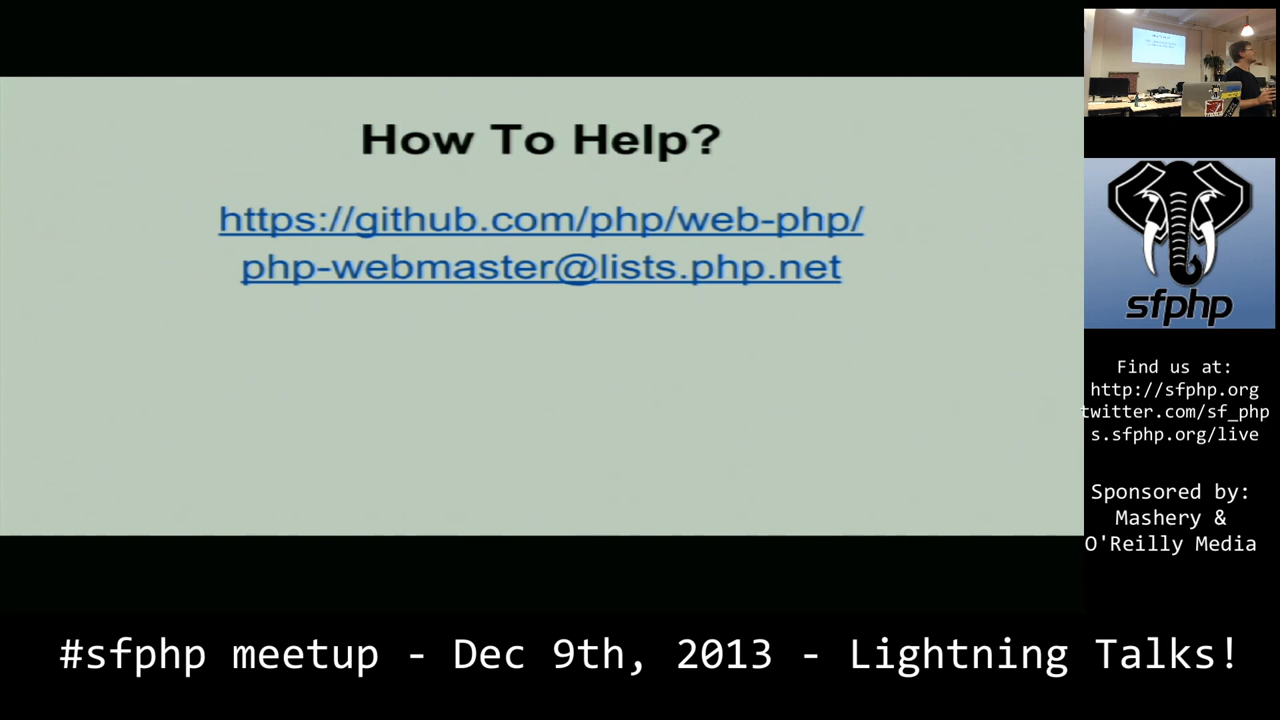 How To Help?
https://github.com/php/web-php/
php-webmaster@lists.php.net
sfphp
Find us at:
http://sfphp.org
twitter.com/sf_php
s.sfphp.org/live
Sponsored by:
Mashery &
O'Reilly Media
#sfphp meetup - Dec 9th, 2013 - Lightning Talks!